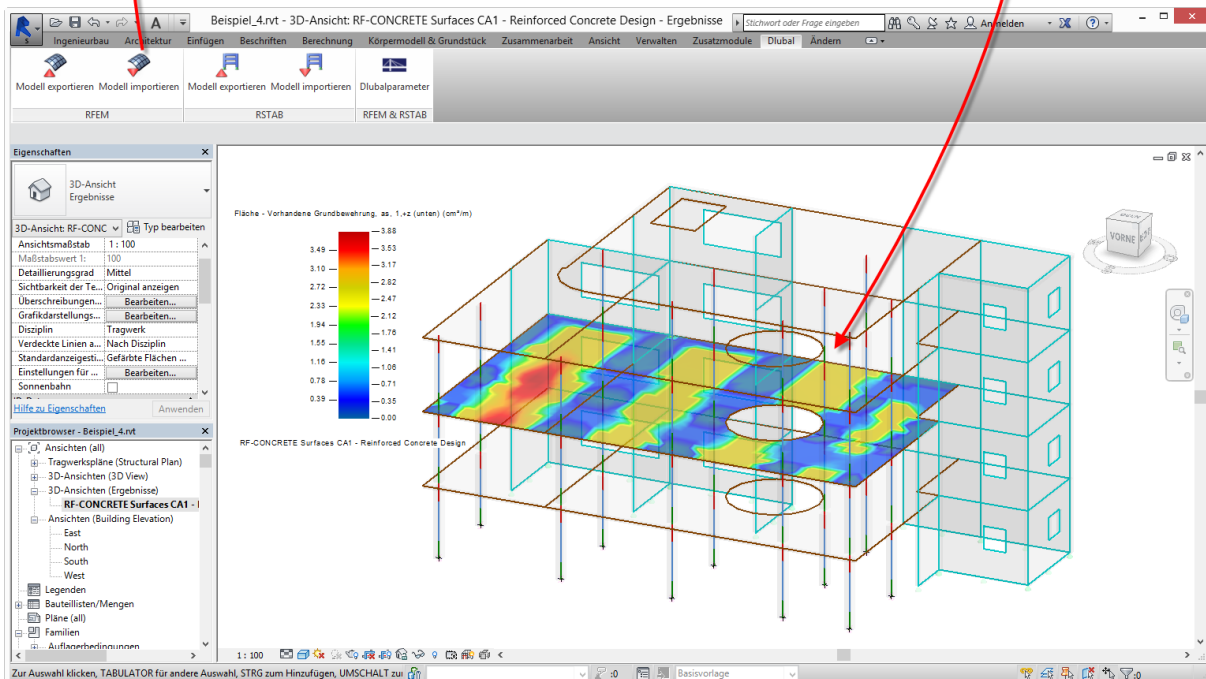 Beispiel_4.rvt - 3D-Ansicht: RF-CONCRETE Surfaces CA1 - Reinforced Concrete Design - Ergebnisse
Stichwort oder Frage eingeben
Ingenieurbau Architektur Einfügen Beschriften Berechnung Körpermodell & Grundstück Zusammenarbeit Ansicht Verwalten Zusatzmodule Dlubal Ändern
Modell exportieren Modell importieren Modell exportieren Modell importieren Dlubalparameter
RFEM RSTAB RFEM & RSTAB
Eigenschaften
3D-Ansicht
Ergebnisse
3D-Ansicht: RF-CONC Typ bearbeiten
Ansichtsmaßstab 1 : 100
Maßstabswert 1: 100
Detaillierungsgrad Mittel
Sichtbarkeit der Te... Original anzeigen
Überschreibungen... Bearbeiten...
Grafikdarstellungs... Bearbeiten...
Disziplin Tragwerk
Verdeckte Linien a... Nach Disziplin
Standardanzeigesti... Gefärbte Flächen ...
Einstellungen für ... Bearbeiten...
Sonnenbahn
Hilfe zu Eigenschaften Anwenden
Projektbrowser - Beispiel_4.rvt
Ansichten (all)
Tragwerkspläne (Structural Plan)
3D-Ansichten (3D View)
3D-Ansichten (Ergebnisse)
RF-CONCRETE Surfaces CA1 -
Ansichten (Building Elevation)
East
North
South
West
Legenden
Bauteillisten/Mengen
Pläne (all)
Familien
Auflagerbedingungen
Fläche - Vorhandene Grundbewehrung, as, 1,+z (unten) (cm²/m)
3.88
3.49
3.53
3.10
3.17
2.72
2.82
2.33
2.47
1.94
2.12
1.55
1.76
1.16
1.41
0.78
1.06
0.39
0.71
0.35
0.00
RF-CONCRETE Surfaces CA1 - Reinforced Concrete Design
VORNE
1 : 100
Zur Auswahl klicken, TABULATOR für andere Auswahl, STRG zum Hinzufügen, UMSCHALT zui
:0
Basisvorlage
:0